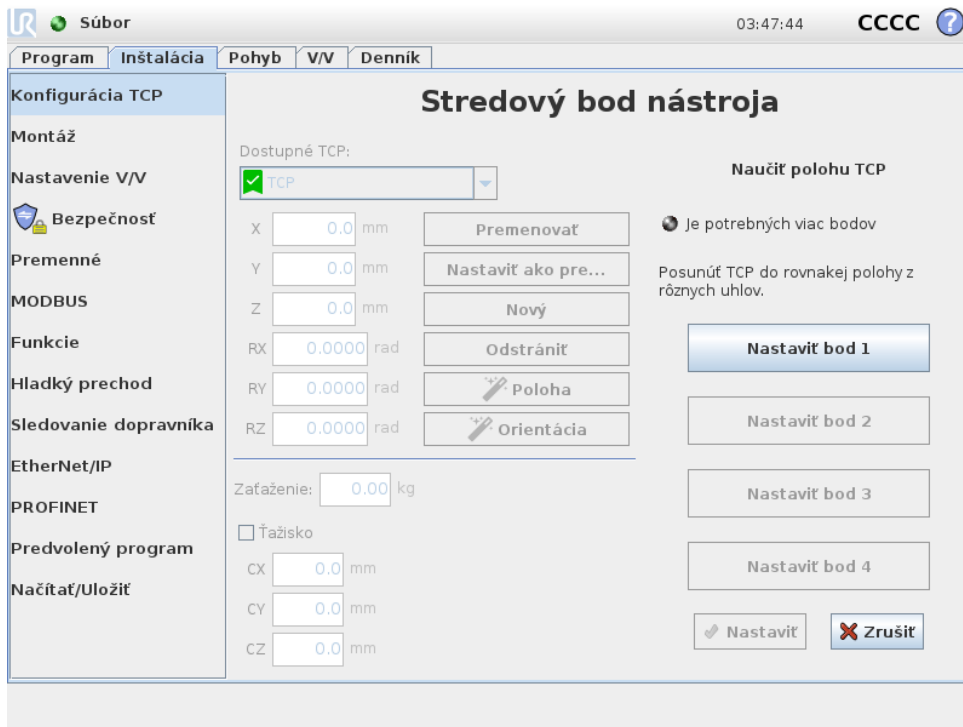 UR Súbor 03:47:44 CCCC ?
Program Inštalácia Pohyb V/V Denník
Konfigurácia TCP
Montáž
Nastavenie V/V
Bezpečnosť
Premenné
MODBUS
Funkcie
Hladký prechod
Sledovanie dopravníka
EtherNet/IP
PROFINET
Predvolený program
Načítať/Uložiť
Stredový bod nástroja
Dostupné TCP:
TCP
X 0.0 mm Premenovať
Y 0.0 mm Nastaviť ako pre...
Z 0.0 mm Nový
RX 0.0000 rad Odstrániť
RY 0.0000 rad Poloha
RZ 0.0000 rad Orientácia
Zaťaženie: 0.00 kg
Ťažisko
CX 0.0 mm
CY 0.0 mm
CZ 0.0 mm
Naučiť polohu TCP
Je potrebných viac bodov
Posunúť TCP do rovnakej polohy z
rôznych uhlov.
Nastaviť bod 1
Nastaviť bod 2
Nastaviť bod 3
Nastaviť bod 4
Nastaviť Zrušiť